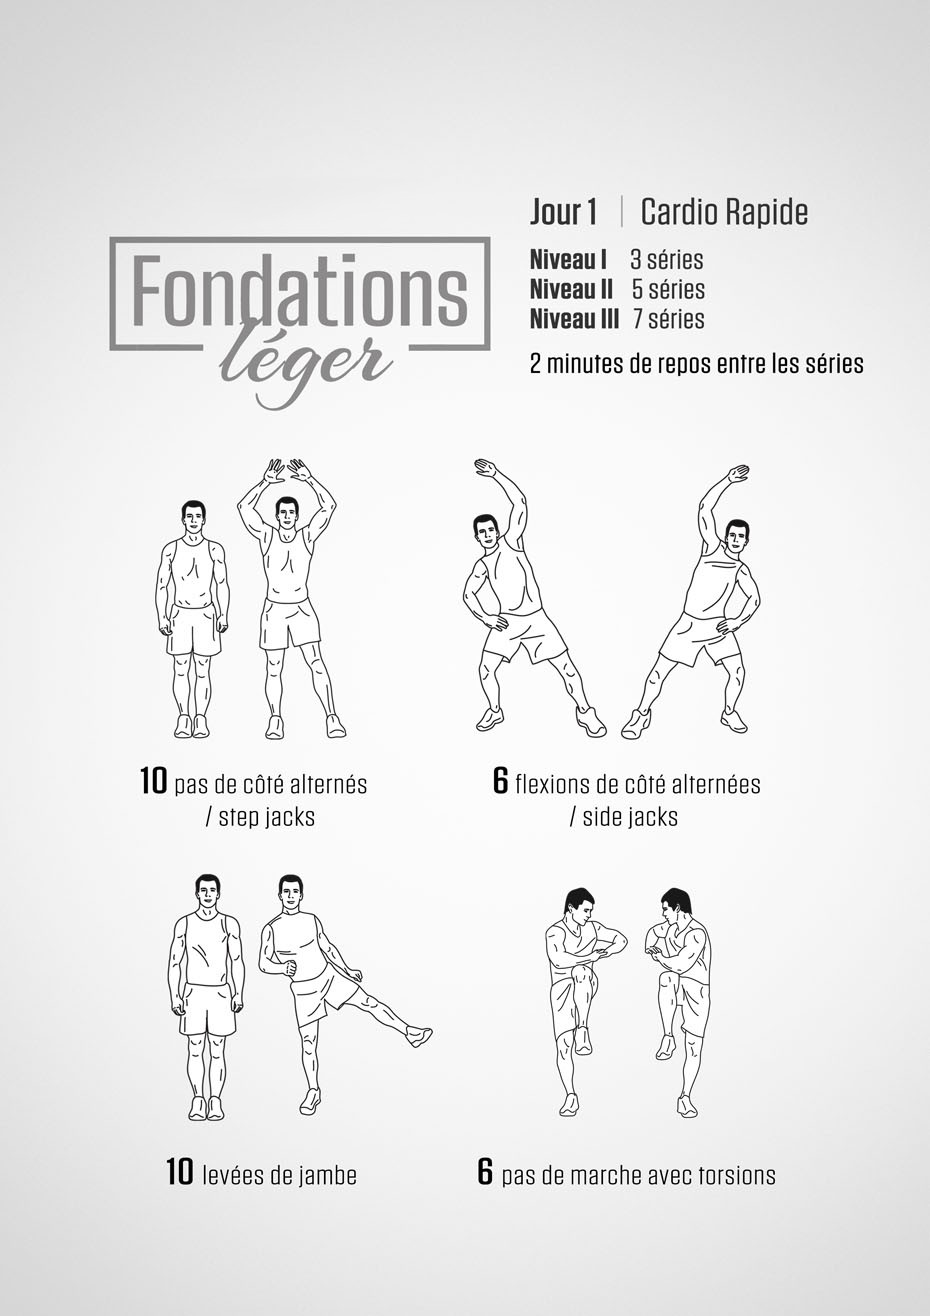 Fondations
léger
Jour 1 | Cardio Rapide
Niveau I 3 séries
Niveau II 5 séries
Niveau III 7 séries
2 minutes de repos entre les séries
10 pas de côté alternés
/ step jacks
6 flexions de côté alternées
/ side jacks
10 levées de jambe
6 pas de marche avec torsions